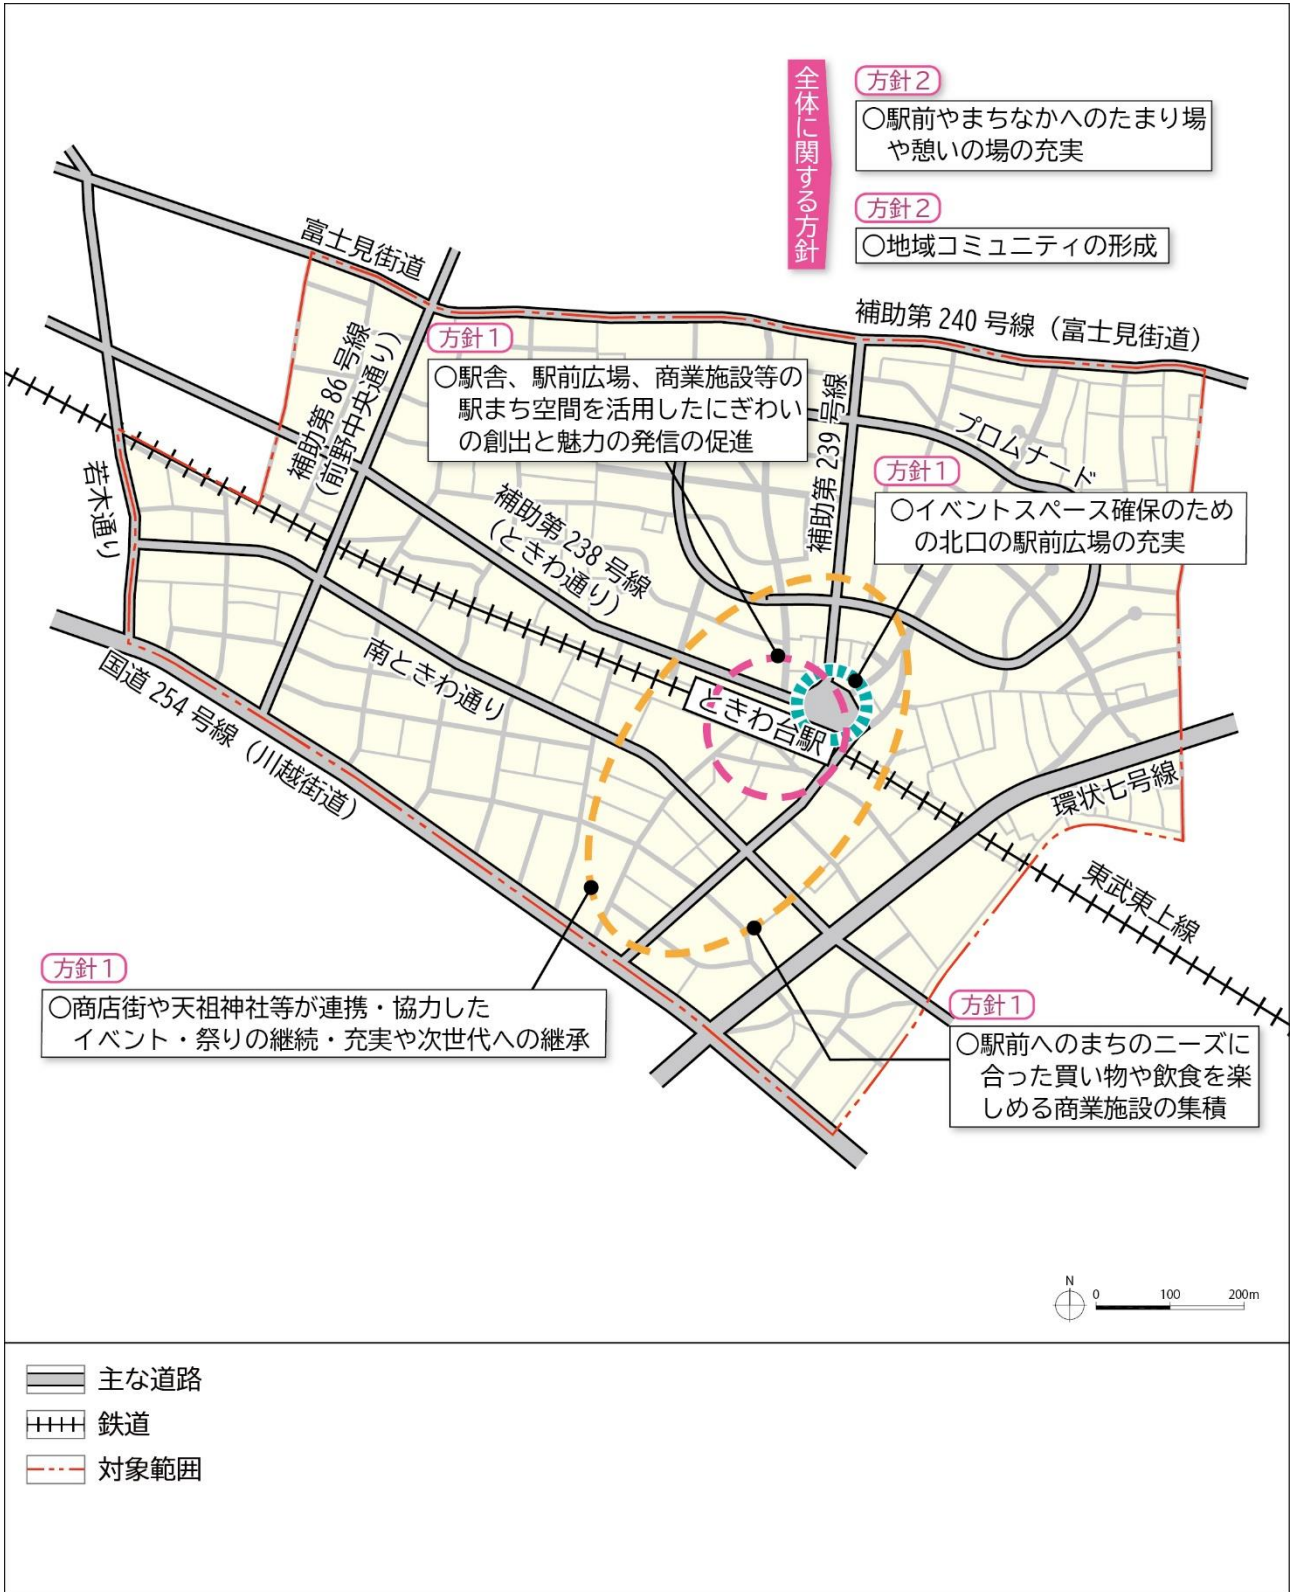 全体に関する方針
方針2
○駅前やまちなかへのたまり場
や憩いの場の充実
方針2
○地域コミュニティの形成
富士見街道
補助第 240 号線（富士見街道）
補助第 86 号線
（前野中央通り）
方針1
○駅舎、駅前広場、商業施設等の
駅まち空間を活用したにぎわい
の創出と魅力の発信の促進
補助第 239 号線
プロムナード
方針1
○イベントスペース確保のため
の北口の駅前広場の充実
若木通り
補助第 238 号線
（ときわ通り）
南ときわ通り
国道 254 号線（川越街道）
ときわ台駅
環状七号線
東武東上線
方針1
○商店街や天祖神社等が連携・協力した
イベント・祭りの継続・充実や次世代への継承
方針1
○駅前へのまちのニーズに
合った買い物や飲食を楽
しめる商業施設の集積
N
0 100 200m
主な道路
鉄道
対象範囲